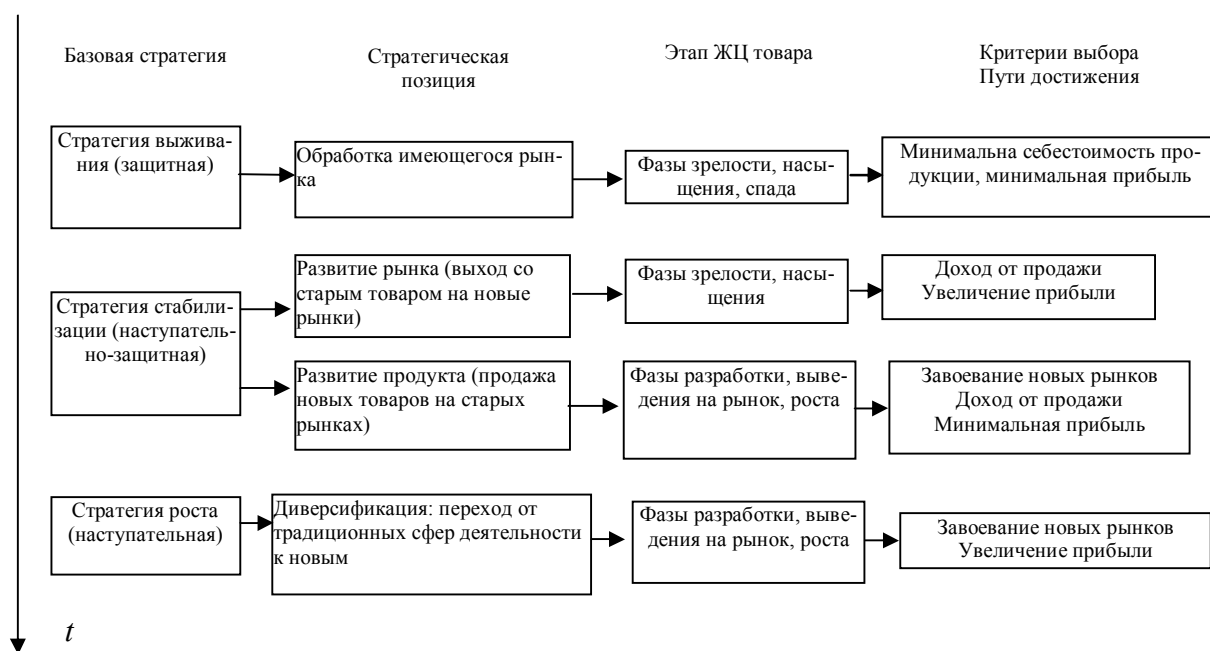 Базовая стратегия
Стратегическая
позиция
Этап ЖЦ товара
Критерии выбора
Пути достижения
Стратегия выжива-
ния (защитная)
Обработка имеющегося рын-
ка
Фазы зрелости, насы-
щения, спада
Минимальна себестоимость про-
дукции, минимальная прибыль
Стратегия стабили-
зации (наступатель-
но-защитная)
Развитие рынка (выход со
старым товаром на новые
рынки)
Фазы зрелости, насы-
щения
Доход от продажи
Увеличение прибыли
Развитие продукта (продажа
новых товаров на старых
рынках)
Фазы разработки, выве-
дения на рынок, роста
Завоевание новых рынков
Доход от продажи
Минимальная прибыль
Стратегия роста
(наступательная)
Диверсификация: переход от
традиционных сфер деятельности
к новым
Фазы разработки, выве-
дения на рынок, роста
Завоевание новых рынков
Увеличение прибыли
t